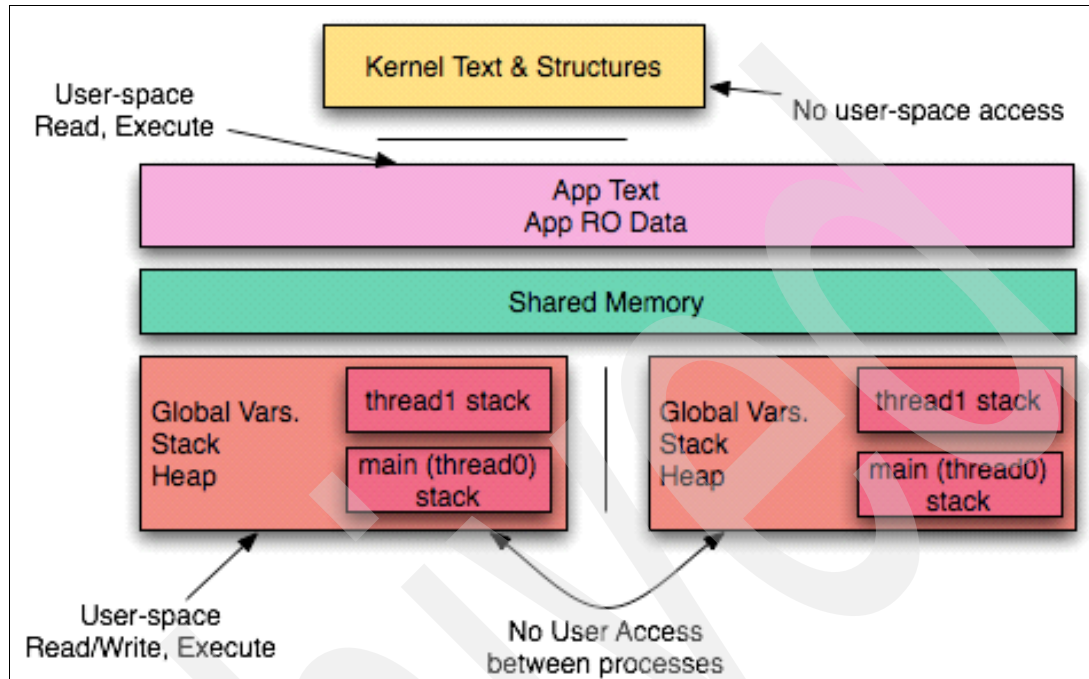 Kernel Text & Structures
User-space
Read, Execute
No user-space access
App Text
App RO Data
Shared Memory
Global Vars.
Stack
Heap
thread1 stack
main (thread0)
stack
Global Vars.
Stack
Heap
thread1 stack
main (thread0)
stack
User-space
Read/Write, Execute
No User Access
between processes